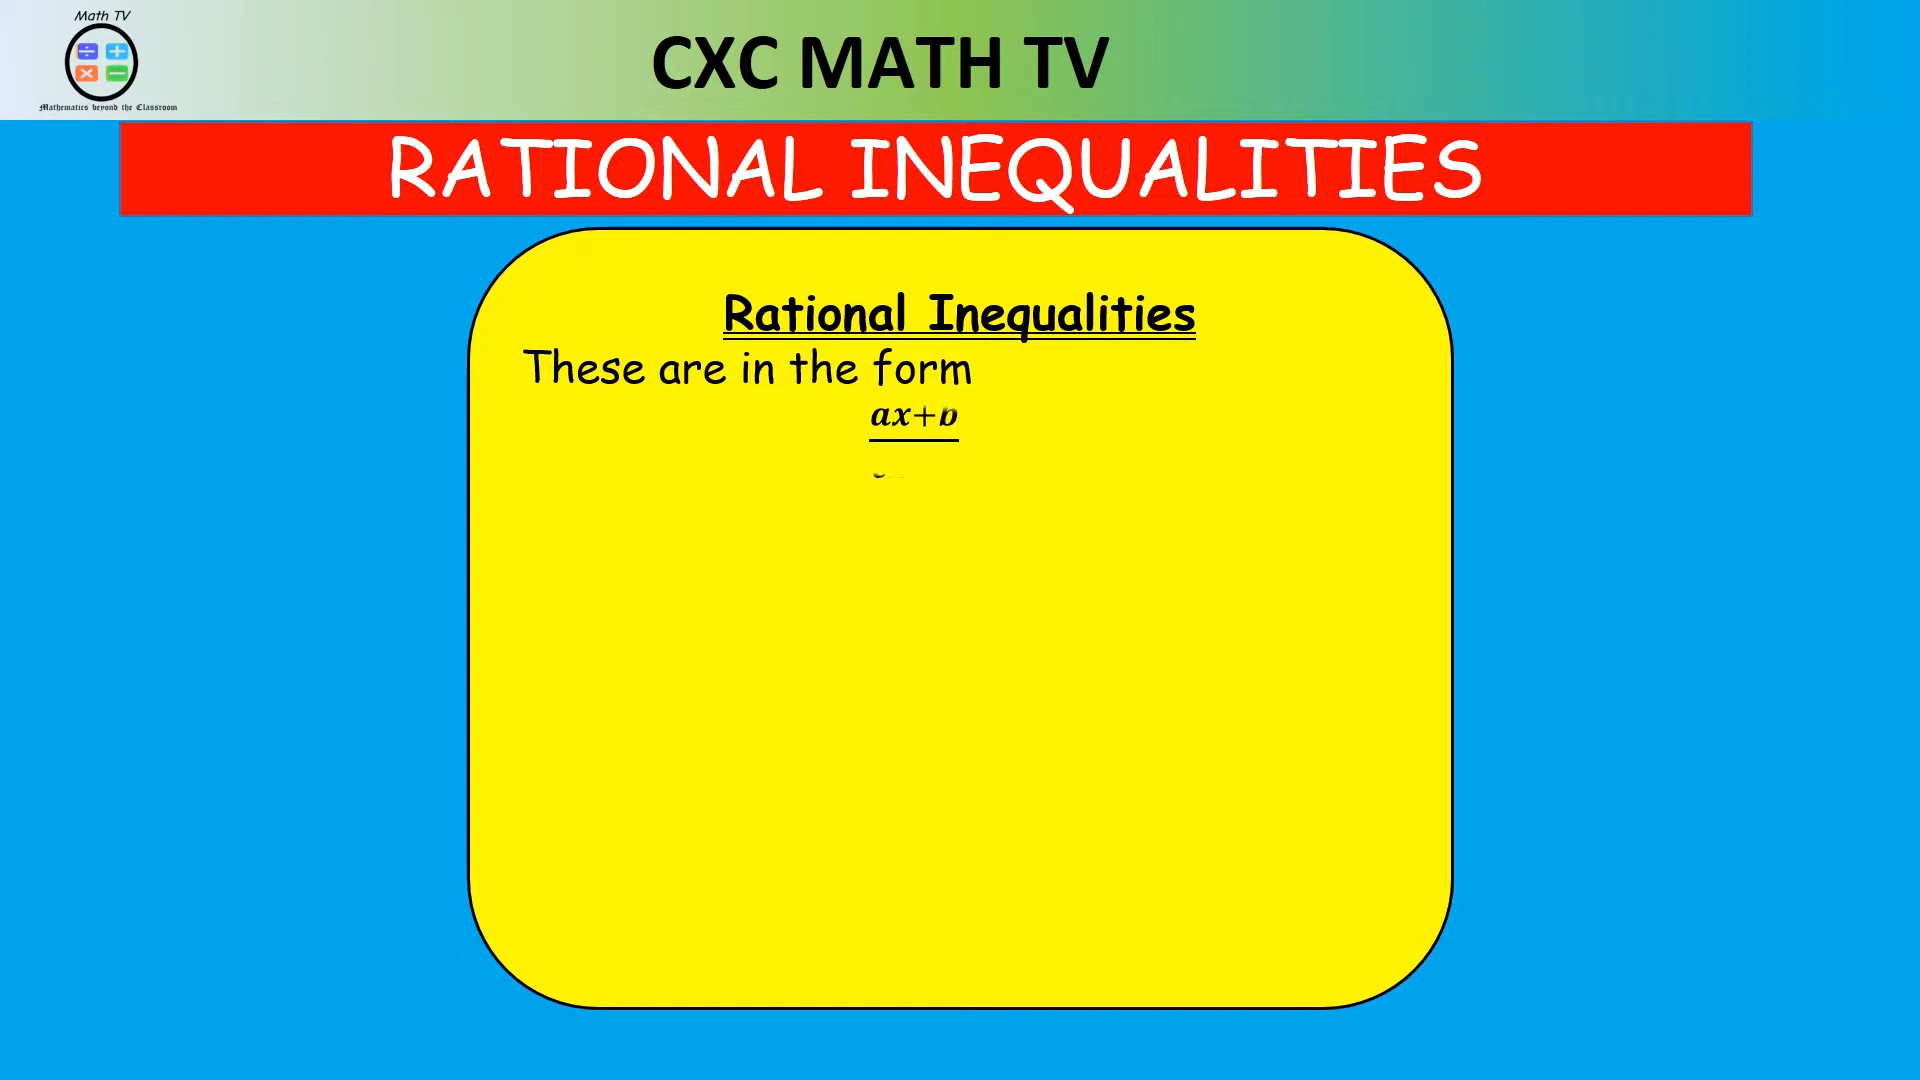 Math TV
Mathematics beyond the Classroom
CXC MATH TV
RATIONAL INEQUALITIES
Rational Inequalities
These are in the form
ax+b